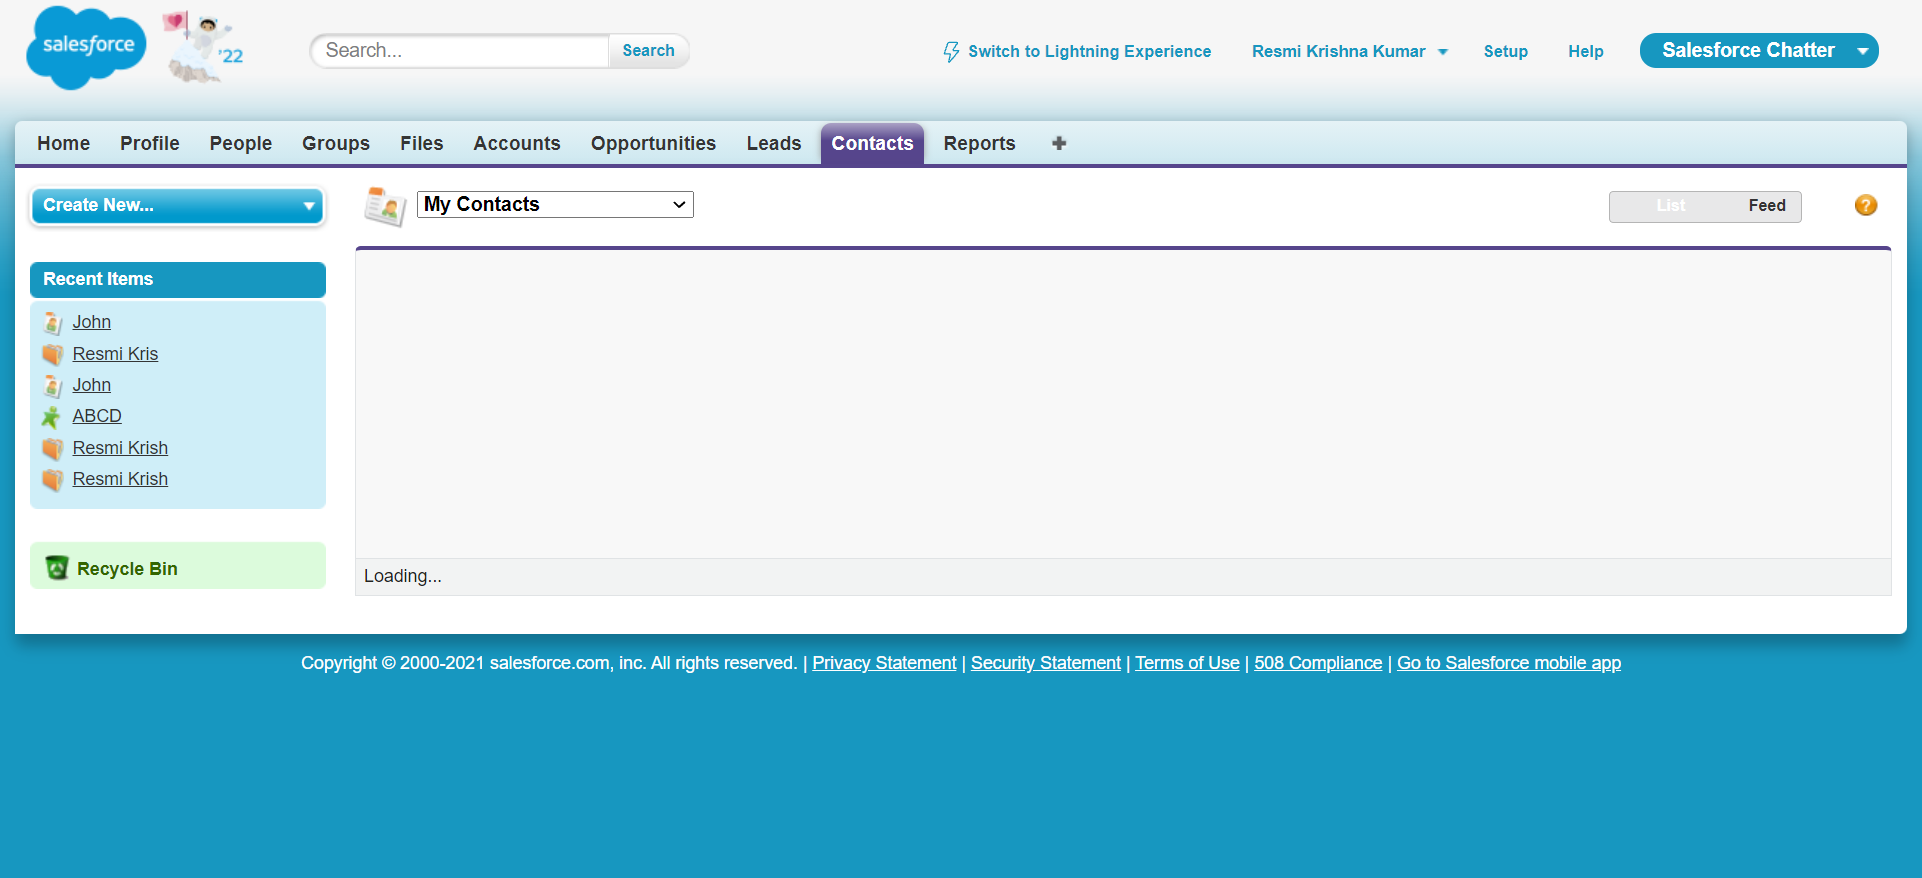 salesforce
'22
Search...
Search
Switch to Lightning Experience
Resmi Krishna Kumar
Setup
Help
Salesforce Chatter
Home Profile People Groups Files Accounts Opportunities Leads Contacts Reports
Create New...
My Contacts
List Feed
?
Recent Items
John
Resmi Kris
John
ABCD
Resmi Krish
Resmi Krish
Recycle Bin
Loading...
Copyright © 2000-2021 salesforce.com, inc. All rights reserved. | Privacy Statement | Security Statement | Terms of Use | 508 Compliance | Go to Salesforce mobile app